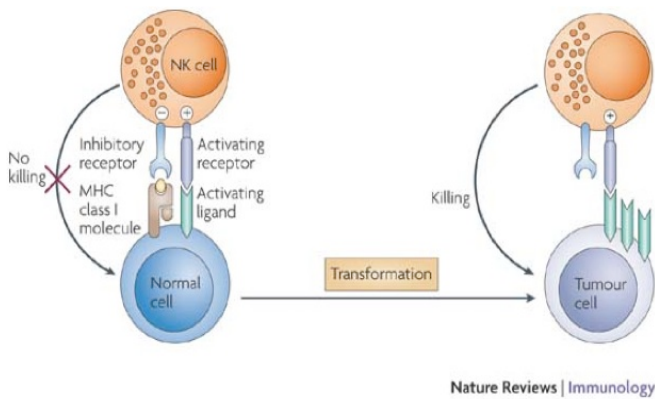 NK cell
−
+
Inhibitory
receptor
Activating
receptor
No
killing
MHC
class I
molecule
Activating
ligand
Normal
cell
Transformation
+
Killing
Tumour
cell
Nature Reviews | Immunology